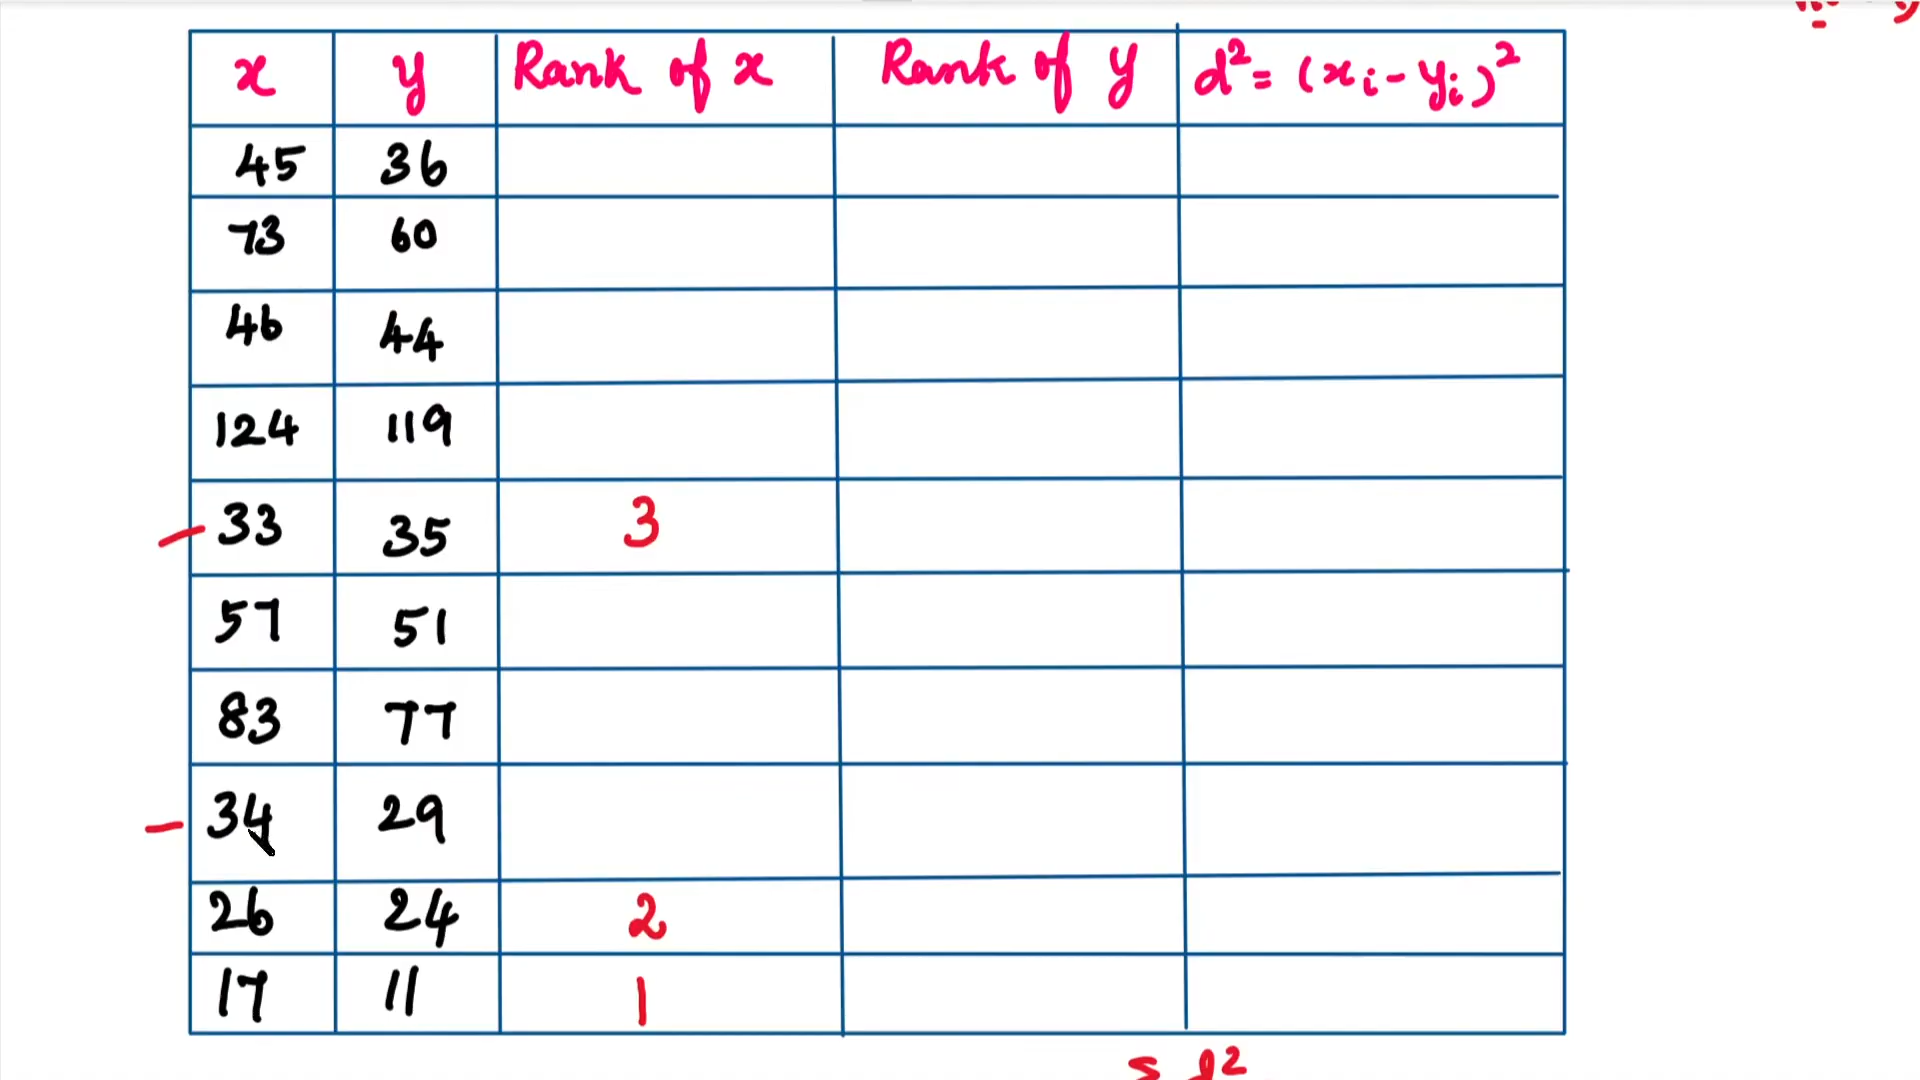 x y Rank of x Rank of y d²= (xi - yi)²
45 36
73 60
46 44
124 119
33 35 3
57 51
83 77
34 29
26 24 2
17 11 1